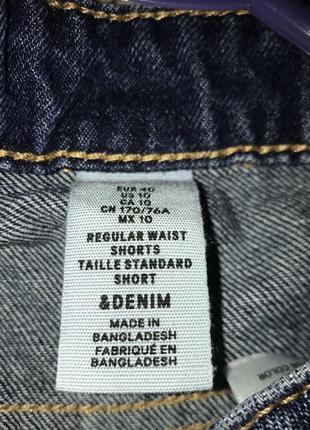 EUR 40
US 10
CA 10
CN 170/76A
MX 10
REGULAR WAIST
SHORTS
TAILLE STANDARD
SHORT
&DENIM
MADE IN
BANGLADESH
FABRIQUÉ EN
BANGLADESH
COLOR